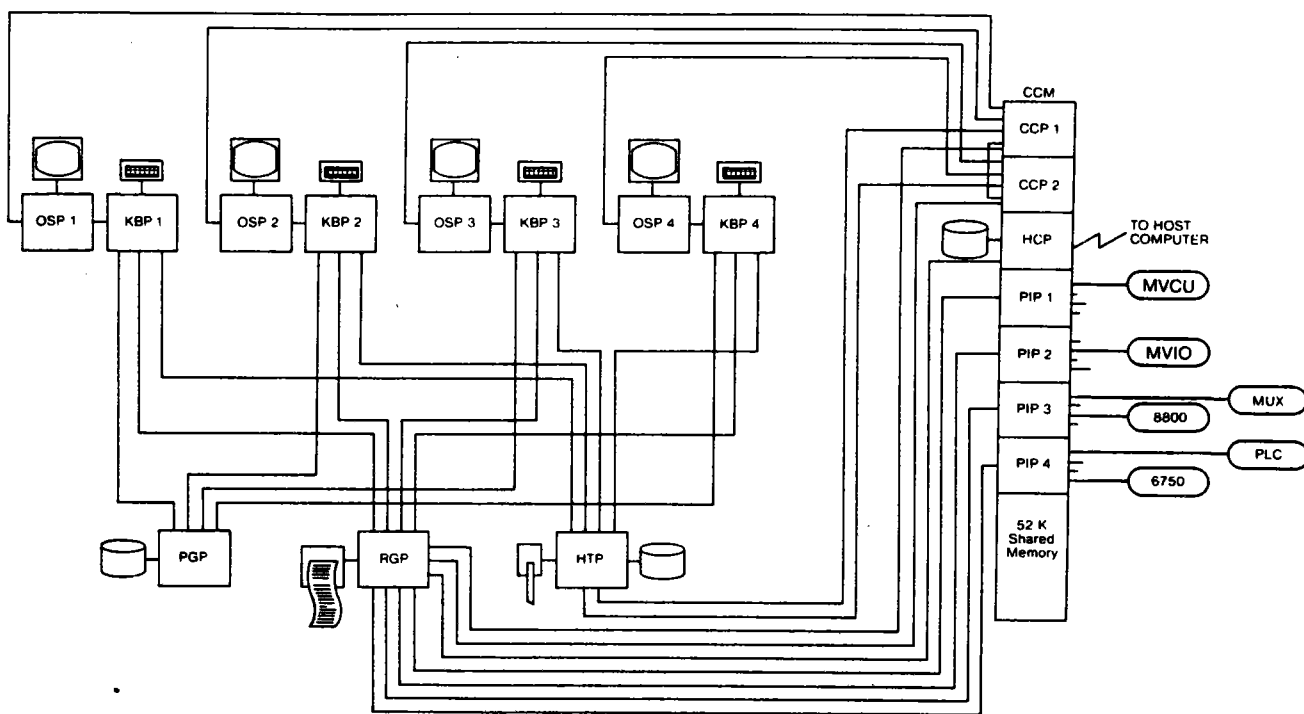 CCM
CCP 1
CCP 2
HCP
TO HOST
COMPUTER
PIP 1
MVCU
PIP 2
MVIO
PIP 3
MUX
8800
PIP 4
PLC
6750
52 K
Shared
Memory
OSP 1
KBP 1
OSP 2
KBP 2
OSP 3
KBP 3
OSP 4
KBP 4
PGP
RGP
HTP